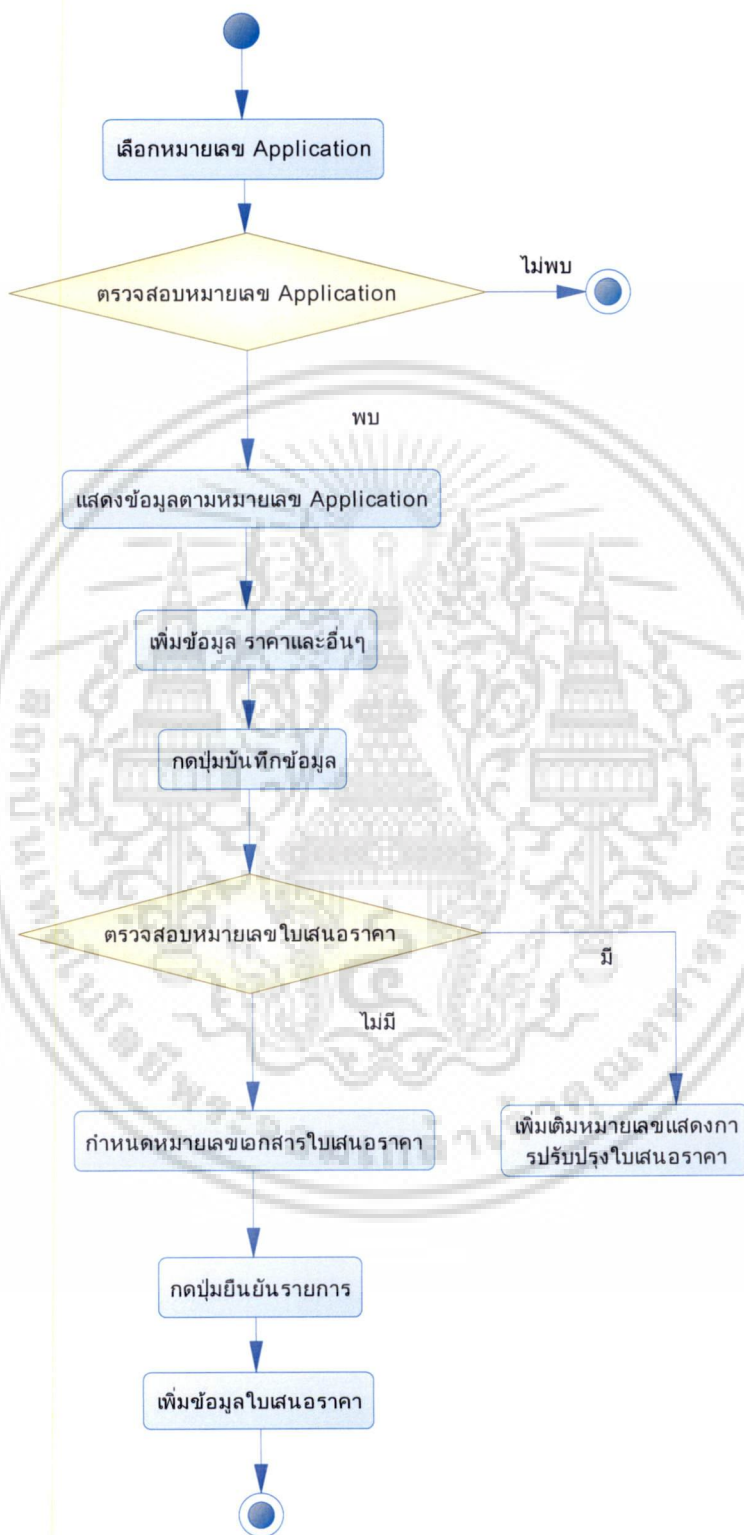 เลือกหมายเลข Application
ตรวจสอบหมายเลข Application
ไม่พบ
พบ
แสดงข้อมูลตามหมายเลข Application
เพิ่มข้อมูล ราคาและอื่นๆ
กดปุ่มบันทึกข้อมูล
ตรวจสอบหมายเลขใบเสนอราคา
มี
ไม่มี
กำหนดหมายเลขเอกสารใบเสนอราคา
เพิ่มเติมหมายเลขแสดงกา
รปรับปรุงใบเสนอราคา
กดปุ่มยืนยันรายการ
เพิ่มข้อมูลใบเสนอราคา